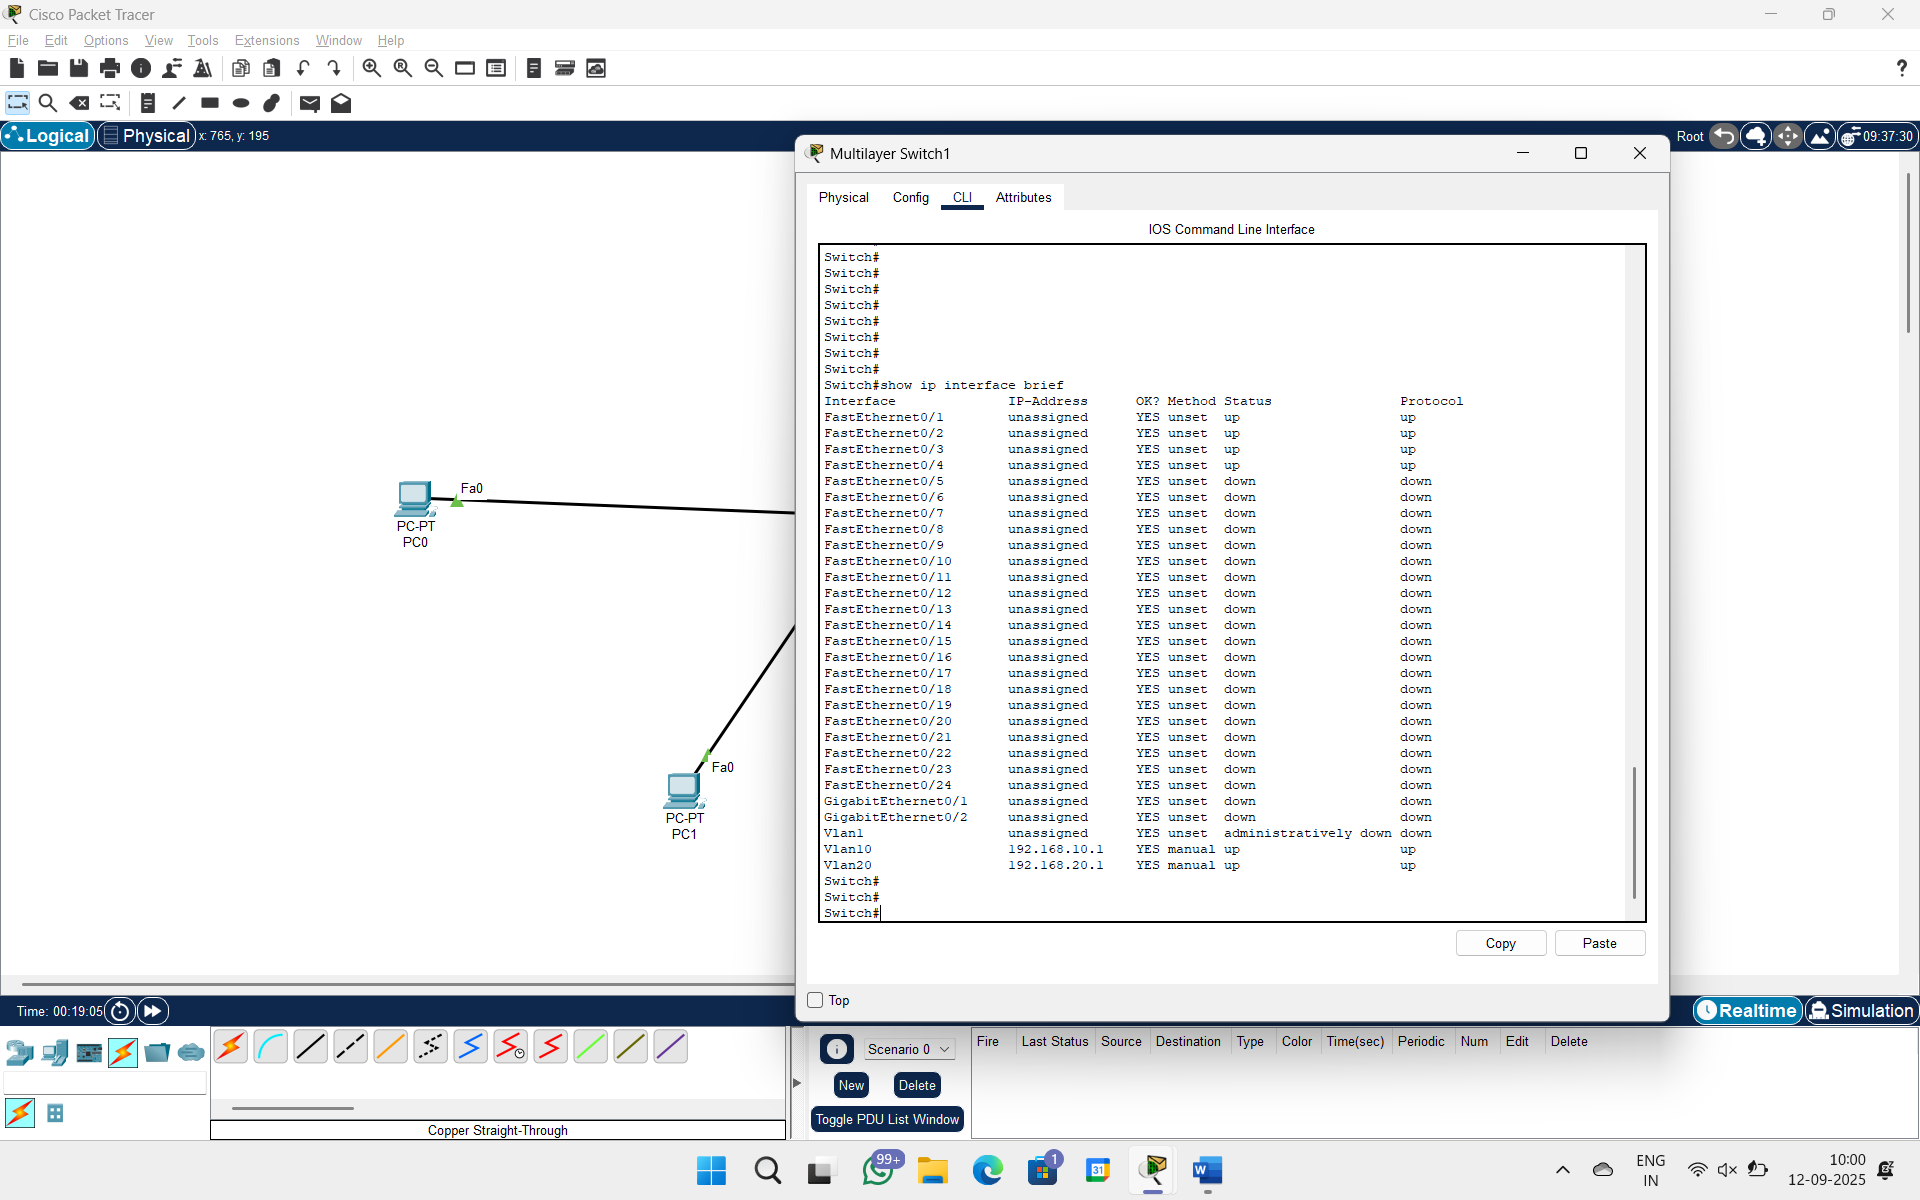 Cisco Packet Tracer
File Edit Options View Tools Extensions Window Help
Logical Physical x: 765, y: 195
Root 09:37:30
Multilayer Switch1
Physical Config CLI Attributes
IOS Command Line Interface
Switch#
Switch#
Switch#
Switch#
Switch#
Switch#
Switch#
Switch#
Switch#show ip interface brief
Interface IP-Address OK? Method Status Protocol
FastEthernet0/1 unassigned YES unset up up
FastEthernet0/2 unassigned YES unset up up
FastEthernet0/3 unassigned YES unset up up
FastEthernet0/4 unassigned YES unset up up
FastEthernet0/5 unassigned YES unset down down
FastEthernet0/6 unassigned YES unset down down
FastEthernet0/7 unassigned YES unset down down
FastEthernet0/8 unassigned YES unset down down
FastEthernet0/9 unassigned YES unset down down
FastEthernet0/10 unassigned YES unset down down
FastEthernet0/11 unassigned YES unset down down
FastEthernet0/12 unassigned YES unset down down
FastEthernet0/13 unassigned YES unset down down
FastEthernet0/14 unassigned YES unset down down
FastEthernet0/15 unassigned YES unset down down
FastEthernet0/16 unassigned YES unset down down
FastEthernet0/17 unassigned YES unset down down
FastEthernet0/18 unassigned YES unset down down
FastEthernet0/19 unassigned YES unset down down
FastEthernet0/20 unassigned YES unset down down
FastEthernet0/21 unassigned YES unset down down
FastEthernet0/22 unassigned YES unset down down
FastEthernet0/23 unassigned YES unset down down
FastEthernet0/24 unassigned YES unset down down
GigabitEthernet0/1 unassigned YES unset down down
GigabitEthernet0/2 unassigned YES unset down down
Vlan1 unassigned YES unset administratively down down
Vlan10 192.168.10.1 YES manual up up
Vlan20 192.168.20.1 YES manual up up
Switch#
Switch#
Switch#
Copy Paste
Top
Fa0
PC-PT
PC0
Fa0
PC-PT
PC1
Time: 00:19:05
Realtime Simulation
Scenario 0
New Delete
Toggle PDU List Window
Fire Last Status Source Destination Type Color Time(sec) Periodic Num Edit Delete
Copper Straight-Through
99+
1
31
ENG
IN
10:00
12-09-2025